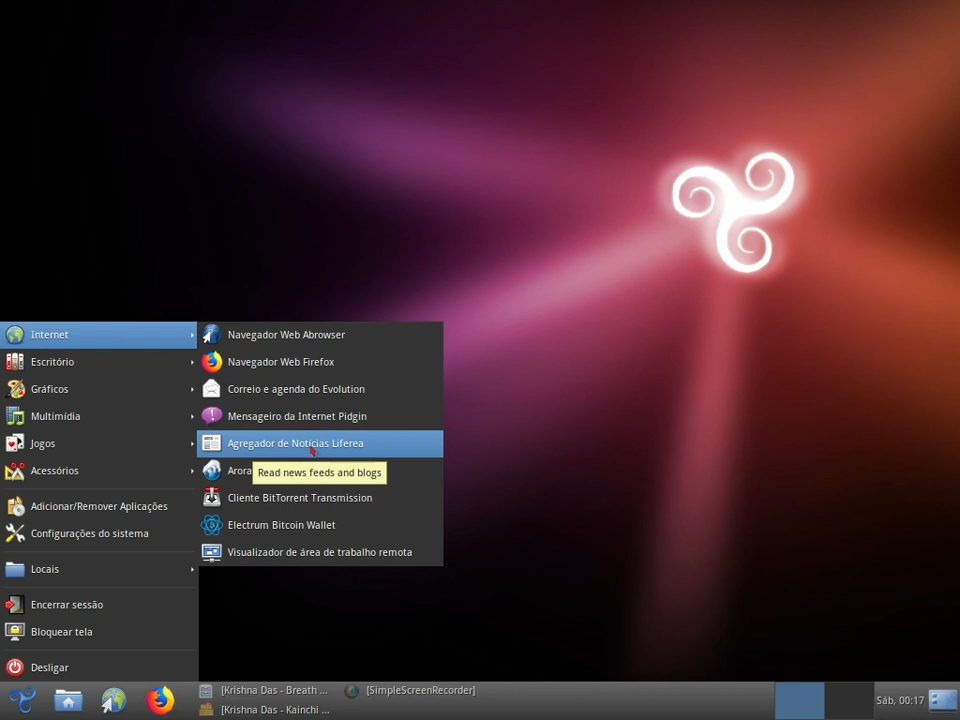 Internet
Escritório
Gráficos
Multimídia
Jogos
Acessórios
Adicionar/Remover Aplicações
Configurações do sistema
Locais
Encerrar sessão
Bloquear tela
Desligar
Navegador Web Abrowser
Navegador Web Firefox
Correio e agenda do Evolution
Mensageiro da Internet Pidgin
Agregador de Notícias Liferea
Arora
Read news feeds and blogs
Cliente BitTorrent Transmission
Electrum Bitcoin Wallet
Visualizador de área de trabalho remota
[Krishna Das - Breath ...
[SimpleScreenRecorder]
[Krishna Das - Kainchi ...
Sáb, 00:17